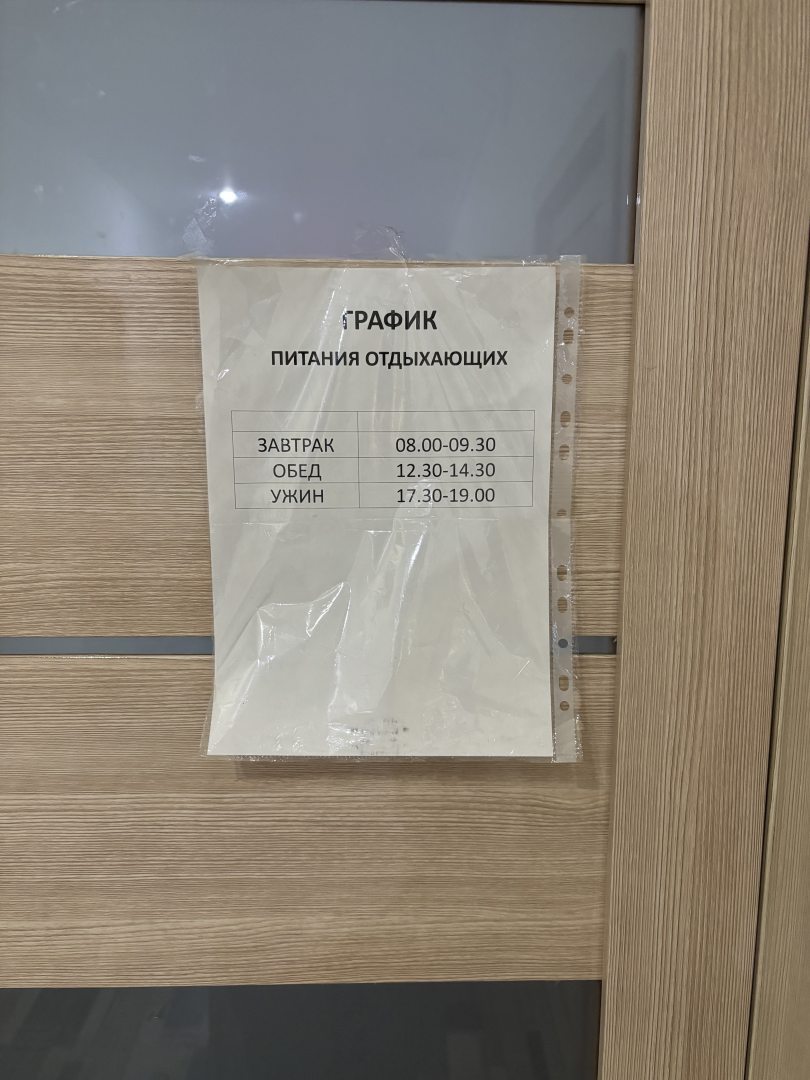 ГРАФИК
ПИТАНИЯ ОТДЫХАЮЩИХ
ЗАВТРАК 08.00-09.30
ОБЕД 12.30-14.30
УЖИН 17.30-19.00